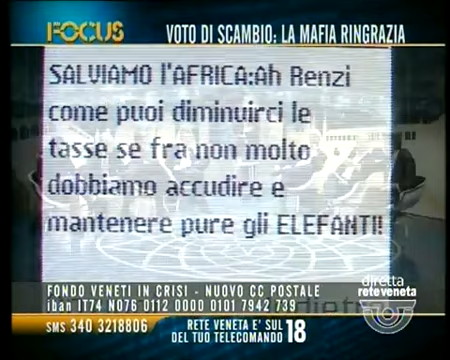 FOCUS VOTO DI SCAMBIO: LA MAFIA RINGRAZIA
SALVIAMO l'AFRICA:Ah Renzi
come puoi diminuirci le
tasse se fra non molto
dobbiamo accudire e
mantenere pure gli ELEFANTI!
FONDO VENETI IN CRISI - NUOVO CC POSTALE
iban IT74 N076 0112 0000 0101 7942 739
diretta
reteveneta
SMS 340 3218806
RETE VENETA E' SUL
DEL TUO TELECOMANDO 18